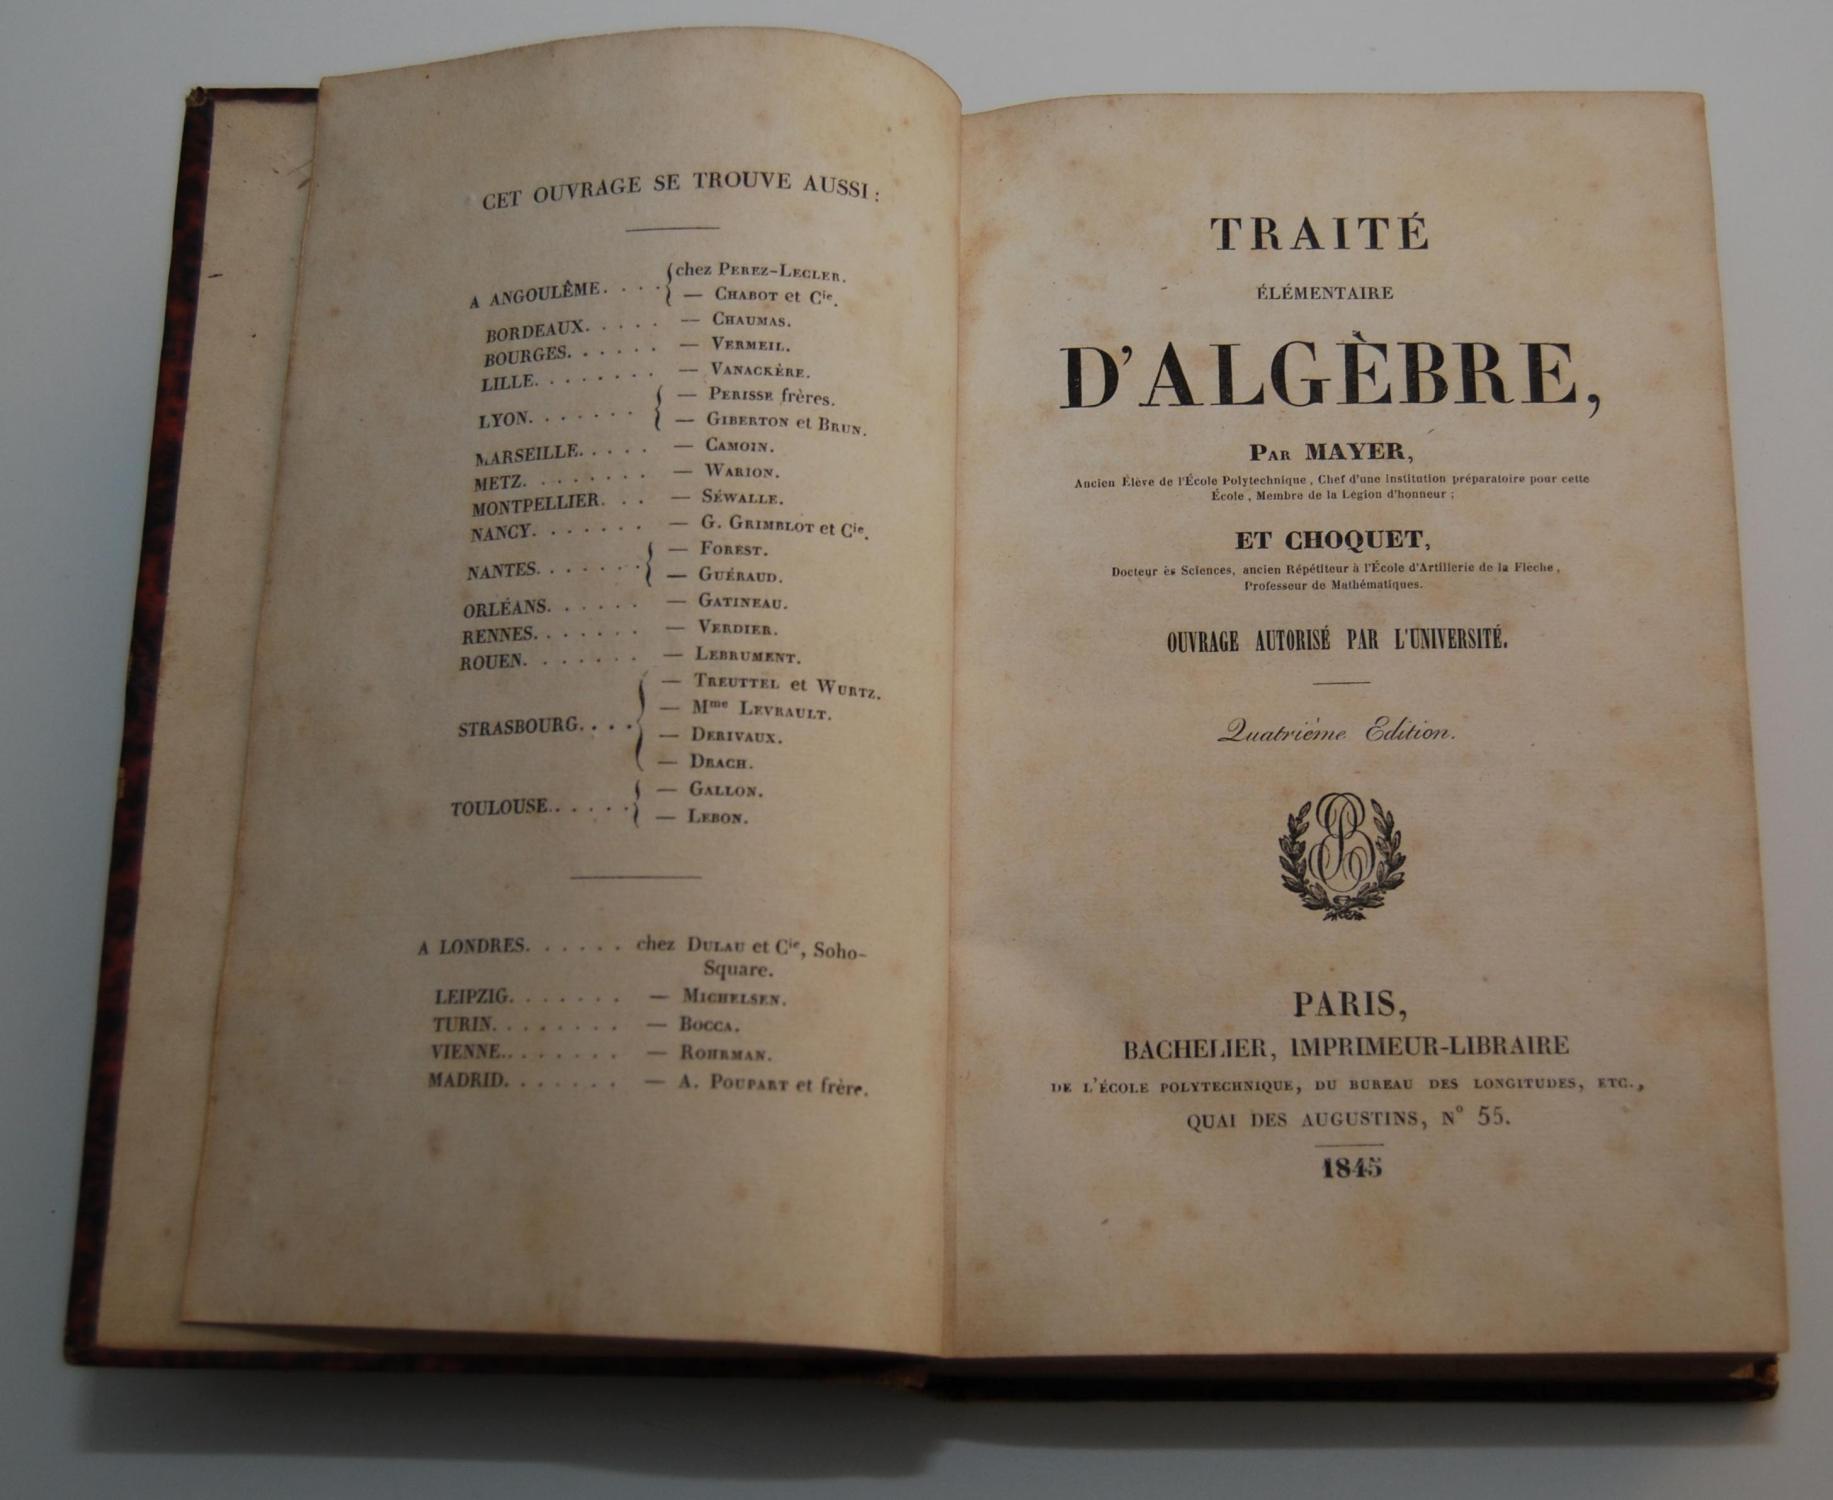 CET OUVRAGE SE TROUVE AUSSI :
A ANGOULÊME. . . . chez PEREZ-LECLER.
— CHABOT et Cie.
BORDEAUX. . . . . — CHAUMAS.
BOURGES. . . . . . — VERMEIL.
LILLE. . . . . . . . — VANACKÈRE.
LYON. . . . . . . — PERISSE frères.
— GIBERTON et BRUN.
MARSEILLE. . . . . — CAMOIN.
METZ. . . . . . . . — WARION.
MONTPELLIER. . . — SÉWALLE.
NANCY. . . . . . . — G. GRIMBLOT et Cie.
NANTES. . . . . . . — FOREST.
— GUÉRAUD.
ORLÉANS. . . . . . — GATINEAU.
RENNES. . . . . . . — VERDIER.
ROUEN. . . . . . . — LEBRUMENT.
STRASBOURG. . . . — TREUTTEL et WURTZ.
— Mme LEVRAULT.
— DERIVAUX.
— DRACH.
TOULOUSE. . . . . . — GALLON.
— LEBON.
A LONDRES. . . . . . chez DULAU et Cie, Soho-
Square.
LEIPZIG. . . . . . . — MICHELSEN.
TURIN. . . . . . . . — BOCCA.
VIENNE. . . . . . . . — ROHRMAN.
MADRID. . . . . . . — A. POUPART et frère.
TRAITÉ
ÉLÉMENTAIRE
D'ALGÈBRE,
PAR MAYER,
Ancien Élève de l'École Polytechnique, Chef d'une Institution préparatoire pour cette
École, Membre de la Légion d'honneur ;
ET CHOQUET,
Docteur ès Sciences, ancien Répétiteur à l'École d'Artillerie de la Flèche,
Professeur de Mathématiques.
OUVRAGE AUTORISÉ PAR L'UNIVERSITÉ.
Quatrième Edition.
B
PARIS,
BACHELIER, IMPRIMEUR-LIBRAIRE
DE L'ÉCOLE POLYTECHNIQUE, DU BUREAU DES LONGITUDES, ETC.,
QUAI DES AUGUSTINS, N° 55.
1845